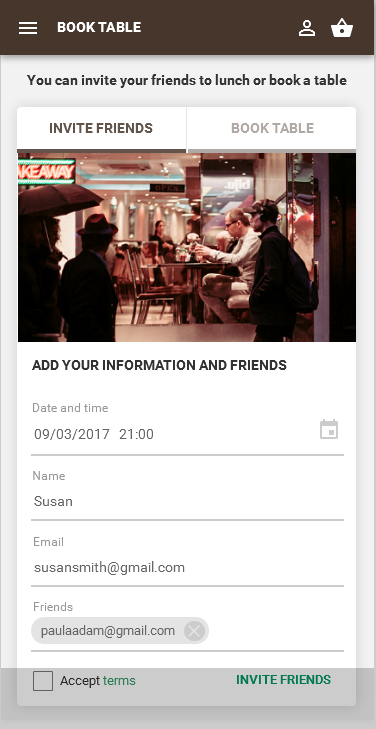 BOOK TABLE
You can invite your friends to lunch or book a table
INVITE FRIENDS
BOOK TABLE
KEAWAY
OPEN
ADD YOUR INFORMATION AND FRIENDS
Date and time
09/03/2017 21:00
Name
Susan
Email
susansmith@gmail.com
Friends
paulaadam@gmail.com
Accept terms
INVITE FRIENDS